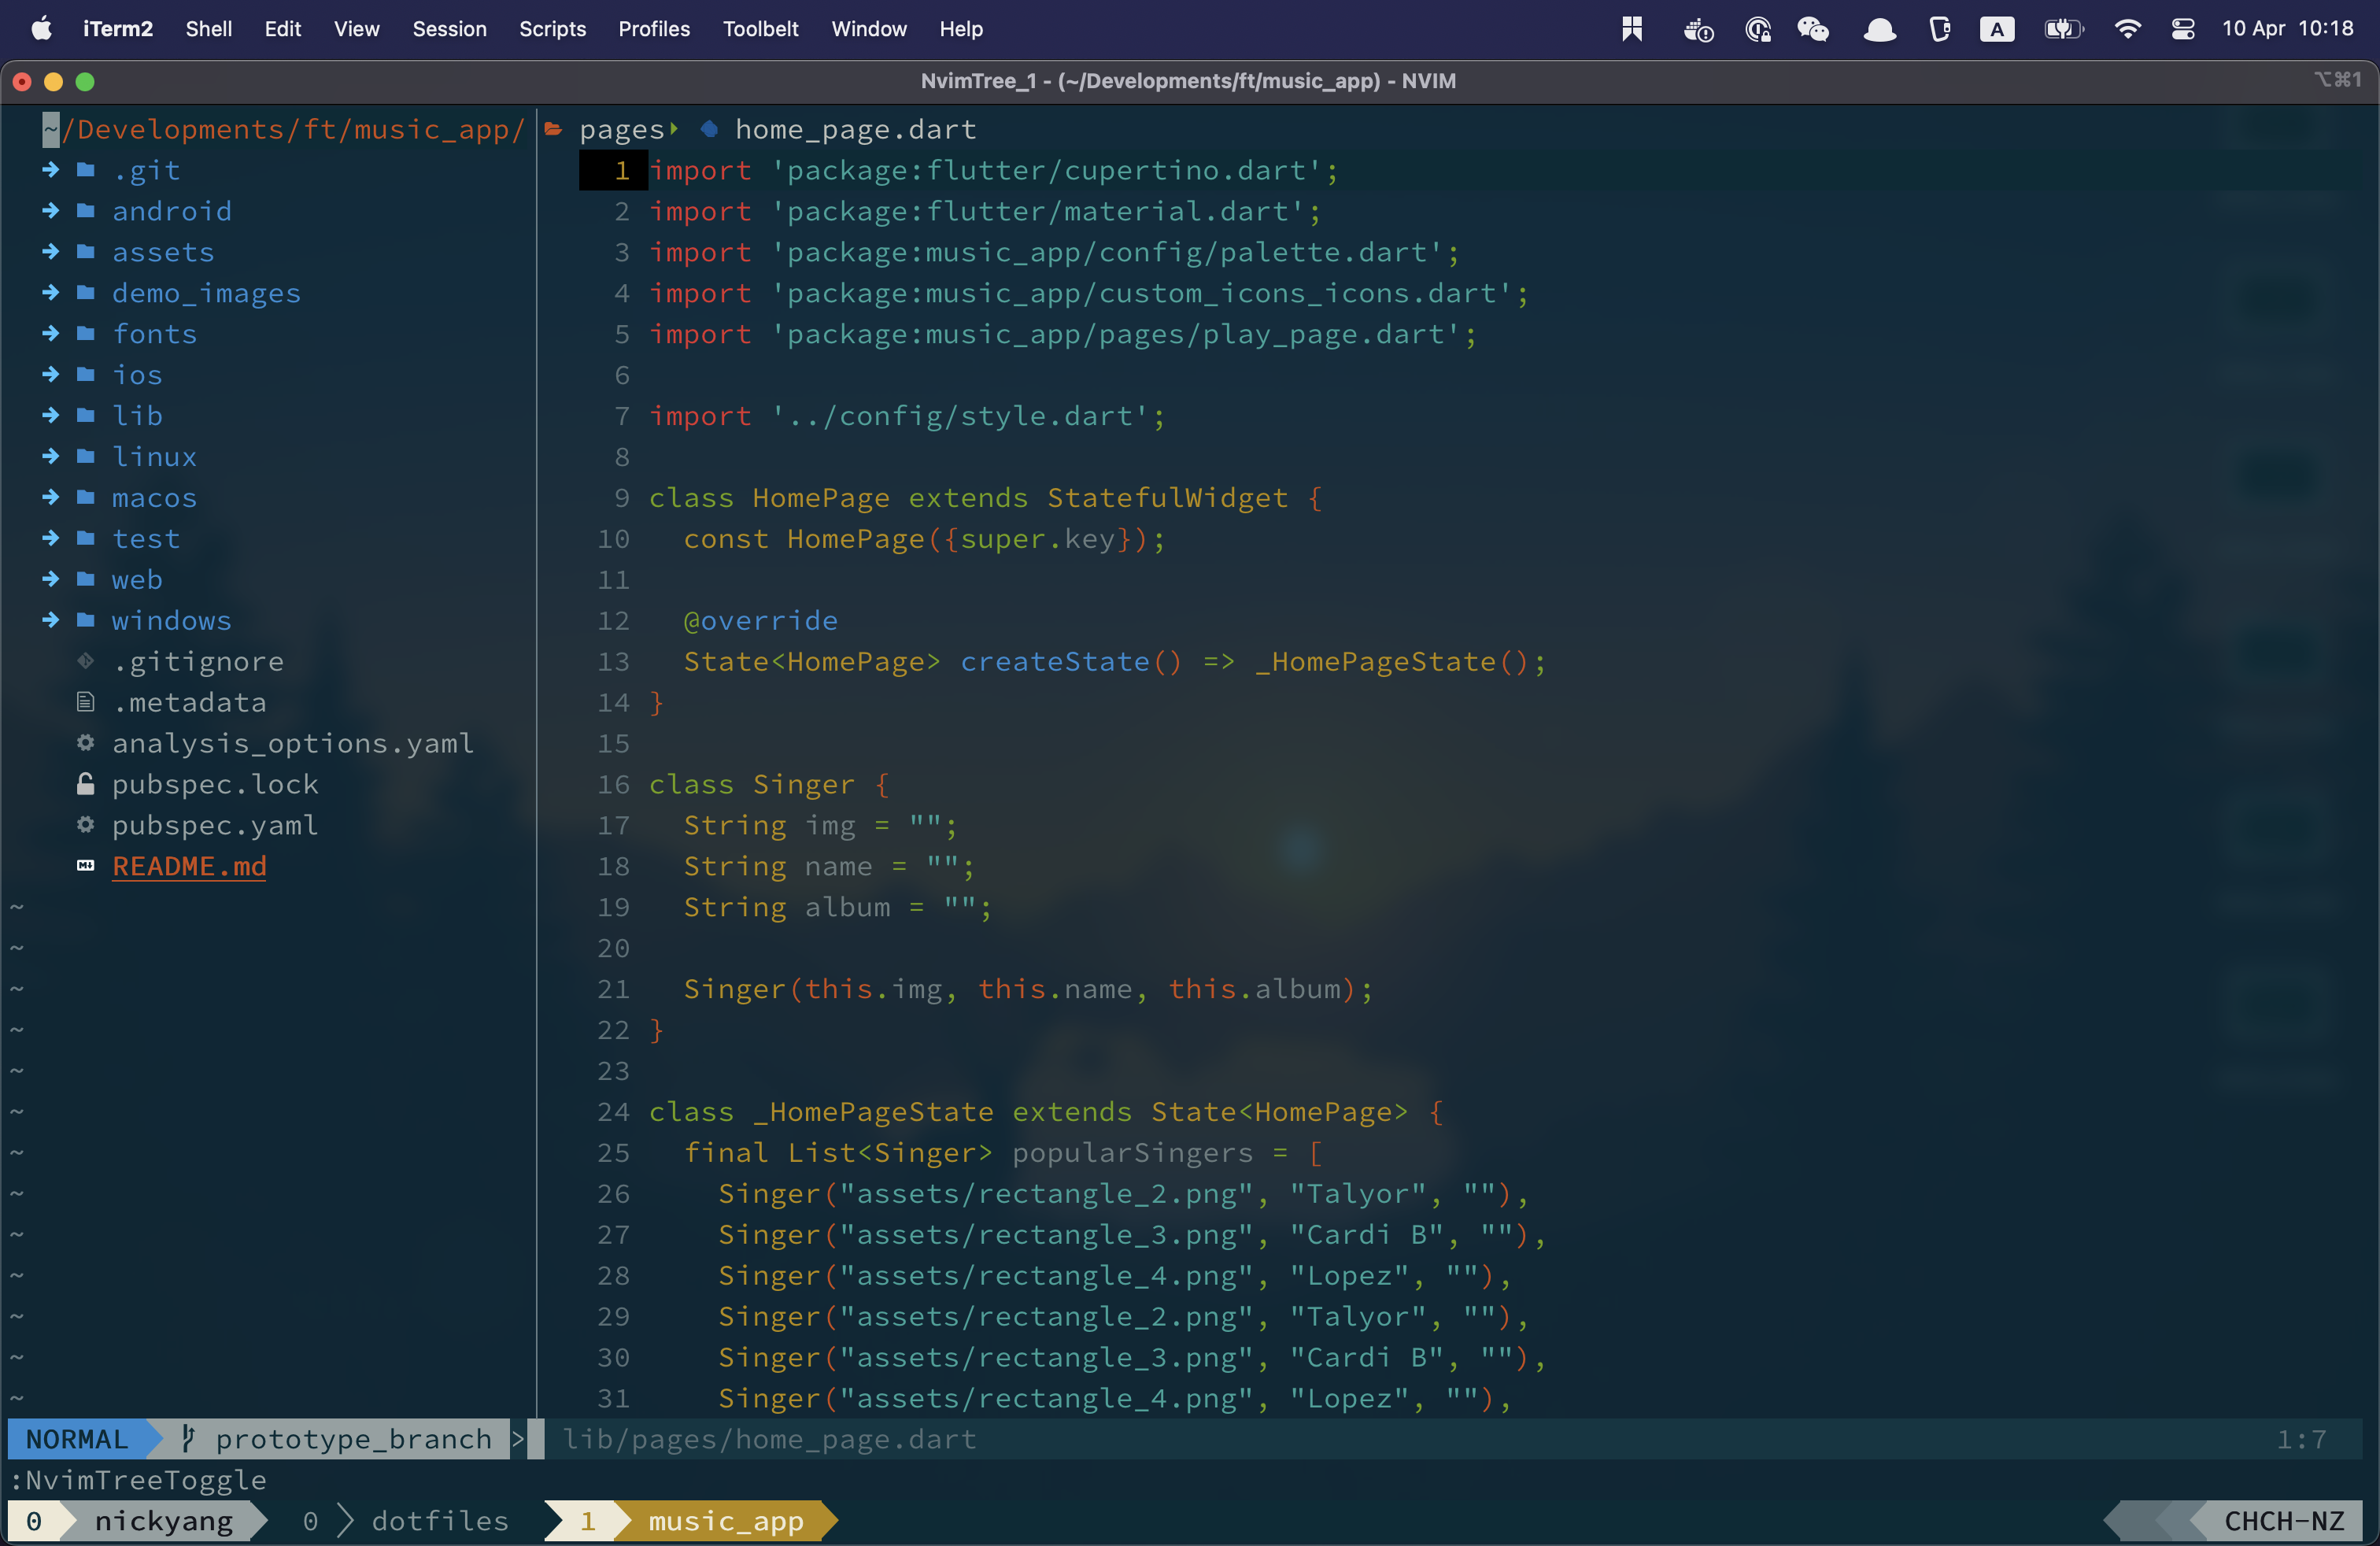 iTerm2 Shell Edit View Session Scripts Profiles Toolbelt Window Help A 10 Apr 10:18
NvimTree_1 - (~/Developments/ft/music_app) - NVIM ⌥⌘1
~/Developments/ft/music_app/
.git
android
assets
demo_images
fonts
ios
lib
linux
macos
test
web
windows
.gitignore
.metadata
analysis_options.yaml
pubspec.lock
pubspec.yaml
README.md
~
~
~
~
~
~
~
~
~
~
~
~
~
pages home_page.dart
1 import 'package:flutter/cupertino.dart';
2 import 'package:flutter/material.dart';
3 import 'package:music_app/config/palette.dart';
4 import 'package:music_app/custom_icons_icons.dart';
5 import 'package:music_app/pages/play_page.dart';
6
7 import '../config/style.dart';
8
9 class HomePage extends StatefulWidget {
10   const HomePage({super.key});
11
12   @override
13   State<HomePage> createState() => _HomePageState();
14 }
15
16 class Singer {
17   String img = "";
18   String name = "";
19   String album = "";
20
21   Singer(this.img, this.name, this.album);
22 }
23
24 class _HomePageState extends State<HomePage> {
25   final List<Singer> popularSingers = [
26     Singer("assets/rectangle_2.png", "Talyor", ""),
27     Singer("assets/rectangle_3.png", "Cardi B", ""),
28     Singer("assets/rectangle_4.png", "Lopez", ""),
29     Singer("assets/rectangle_2.png", "Talyor", ""),
30     Singer("assets/rectangle_3.png", "Cardi B", ""),
31     Singer("assets/rectangle_4.png", "Lopez", ""),
NORMAL prototype_branch > lib/pages/home_page.dart 1:7
:NvimTreeToggle
0 nickyang 0 dotfiles 1 music_app CHCH-NZ